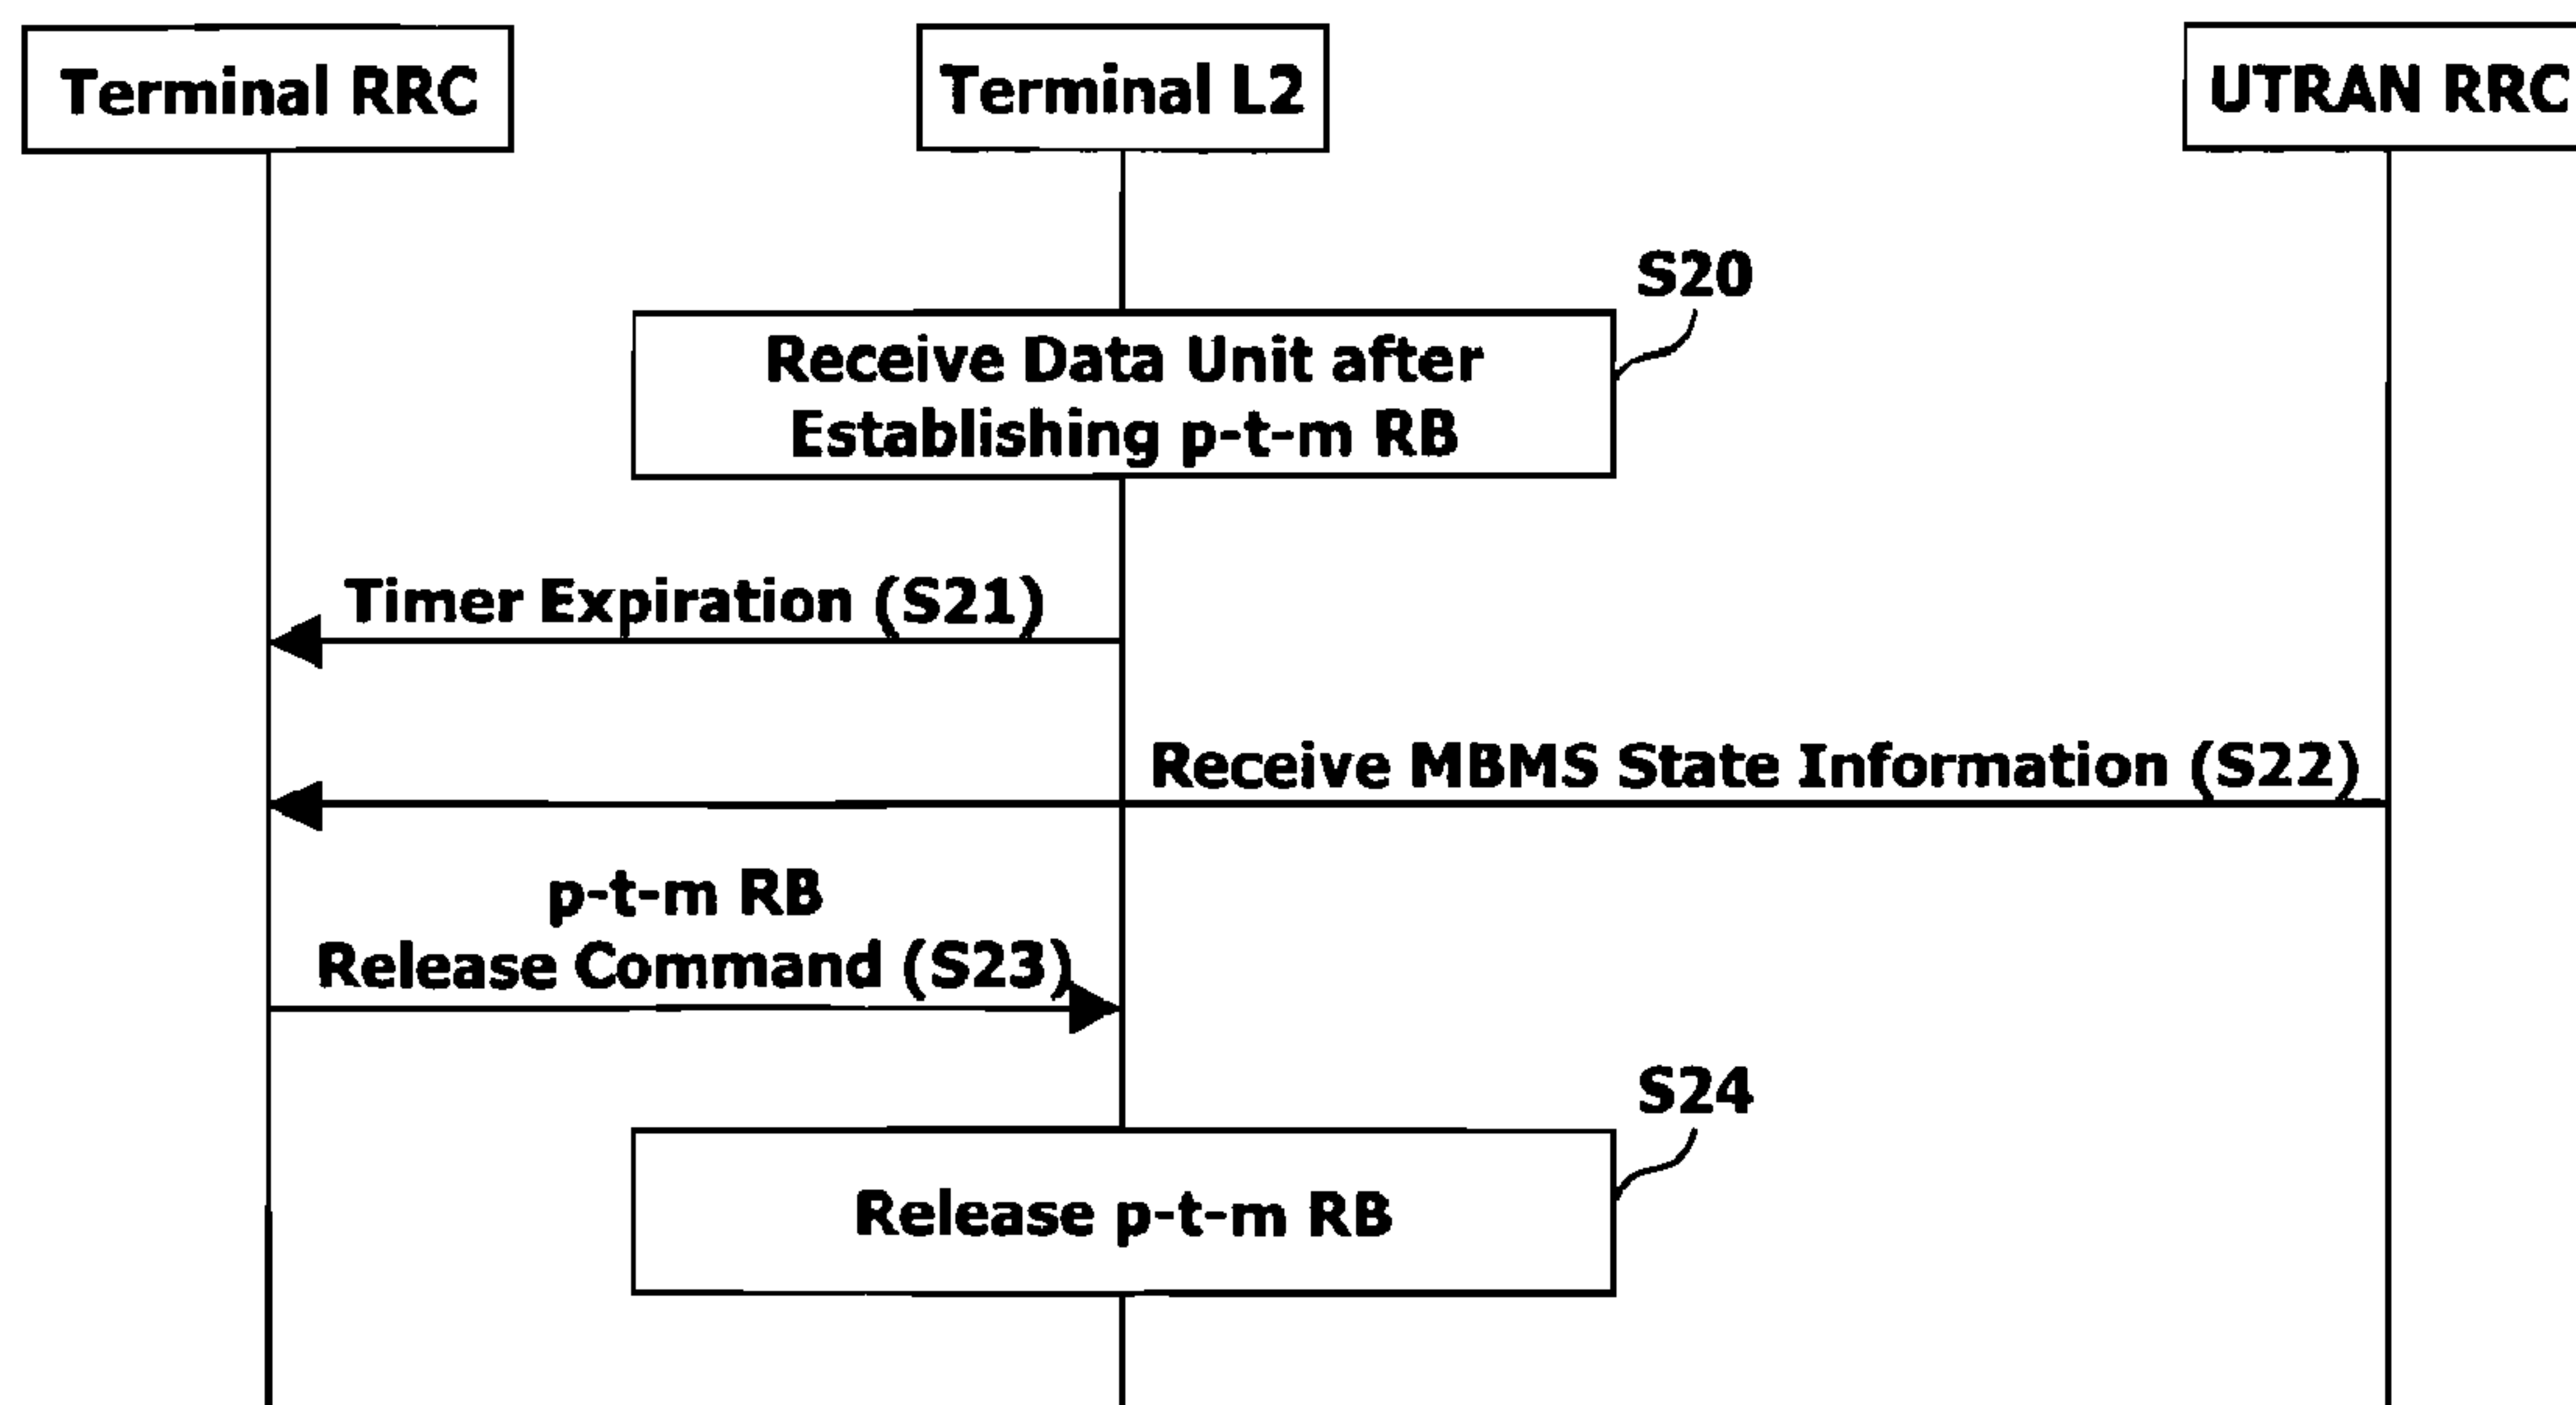 Terminal RRC
Terminal L2
UTRAN RRC
S20
Receive Data Unit after
Establishing p-t-m RB
Timer Expiration (S21)
Receive MBMS State Information (S22)
p-t-m RB
Release Command (S23)
S24
Release p-t-m RB